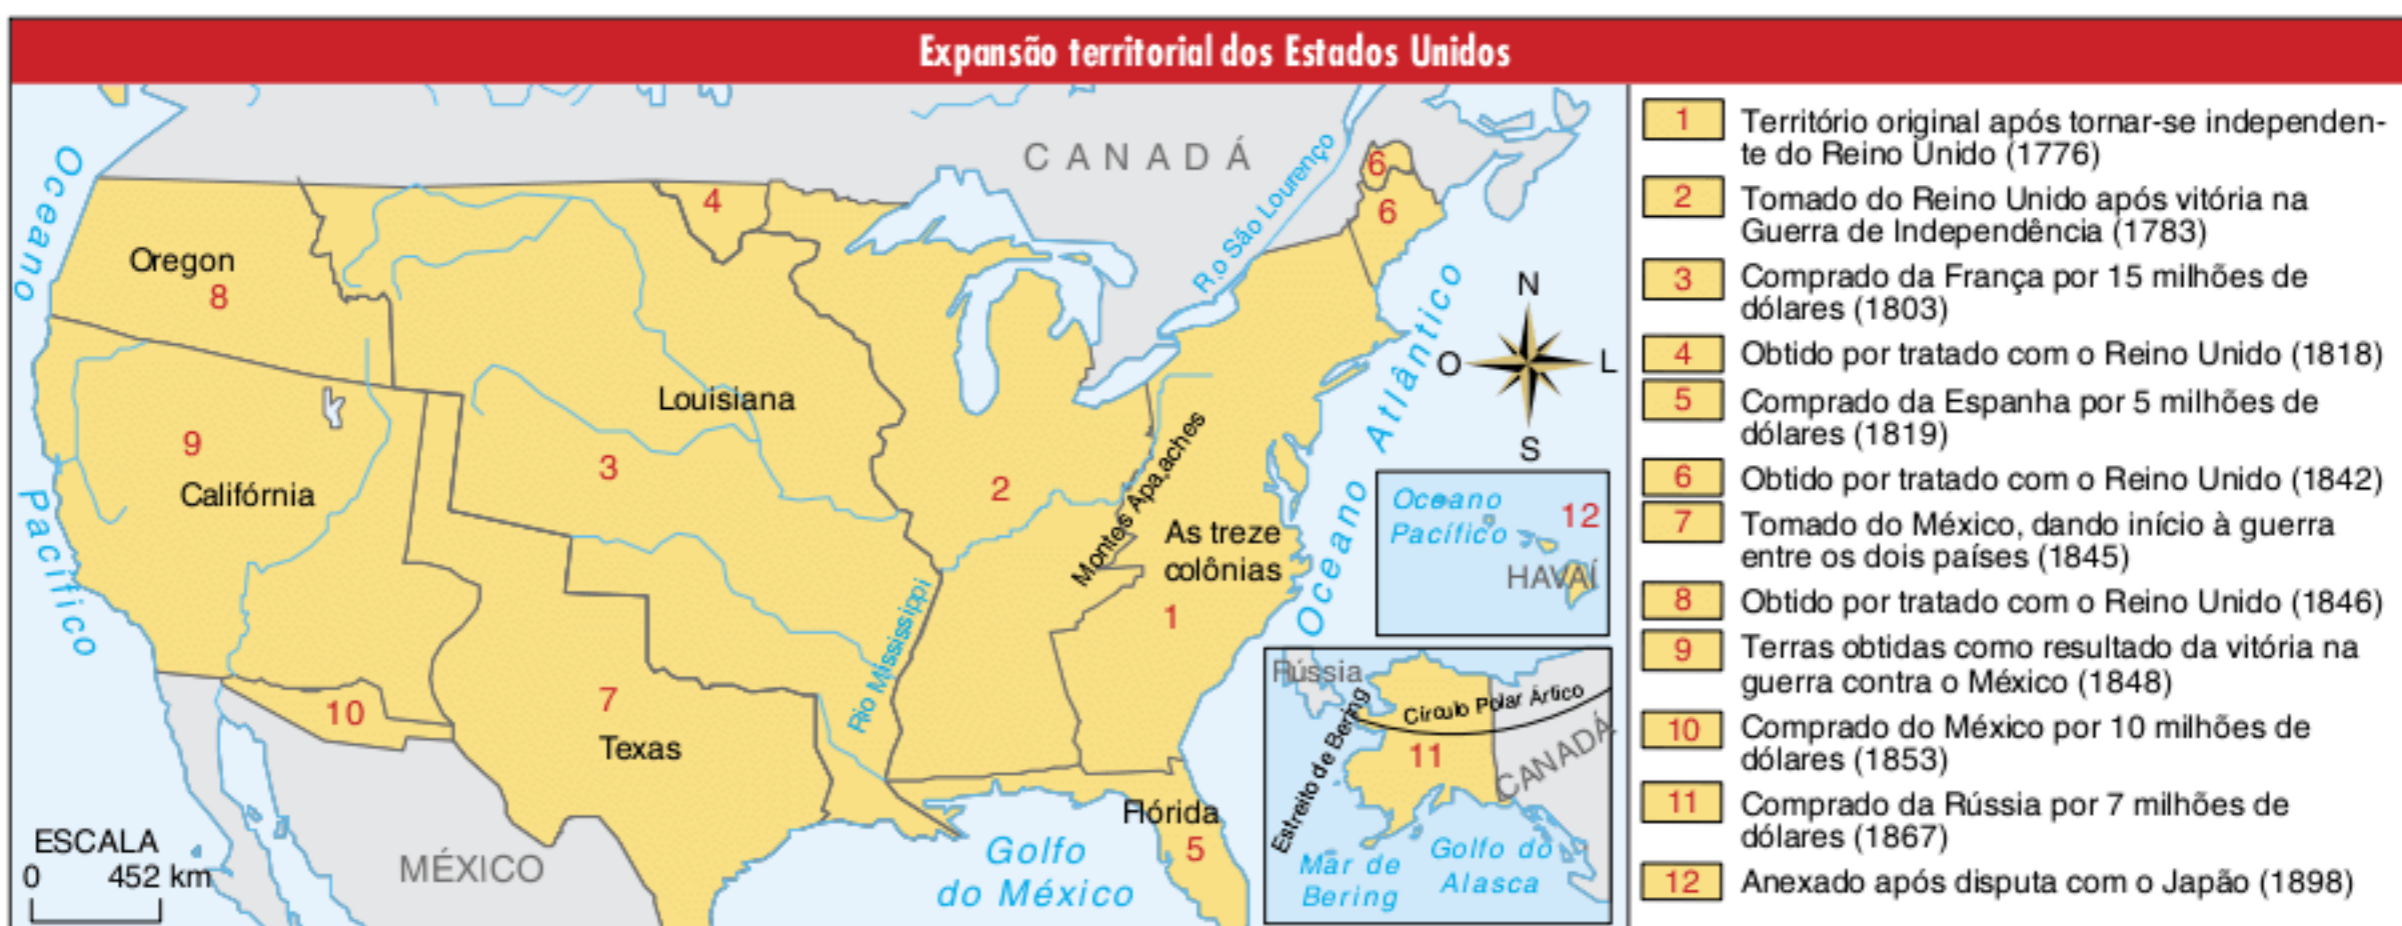 Expansão territorial dos Estados Unidos
Oceano
Pacífico
CANADÁ
R.o São Lourenço
Oregon
8
4
6
6
Oceano Atlântico
N
O
L
S
Louisiana
3
9
Califórnia
2
Montes Apa,aches
As treze
colônias
1
Rio Mississippi
10
7
Texas
Flórida
5
ESCALA
0
452 km
MÉXICO
Golfo
do México
Oceano
Pacífico
12
HAVAÍ
Rússia
Estreito de Bering
Círculo Polar Ártico
11
CANADÁ
Mar de
Bering
Golfo do
Alasca
1 Território original após tornar-se independen-
te do Reino Unido (1776)
2 Tomado do Reino Unido após vitória na
Guerra de Independência (1783)
3 Comprado da França por 15 milhões de
dólares (1803)
4 Obtido por tratado com o Reino Unido (1818)
5 Comprado da Espanha por 5 milhões de
dólares (1819)
6 Obtido por tratado com o Reino Unido (1842)
7 Tomado do México, dando início à guerra
entre os dois países (1845)
8 Obtido por tratado com o Reino Unido (1846)
9 Terras obtidas como resultado da vitória na
guerra contra o México (1848)
10 Comprado do México por 10 milhões de
dólares (1853)
11 Comprado da Rússia por 7 milhões de
dólares (1867)
12 Anexado após disputa com o Japão (1898)